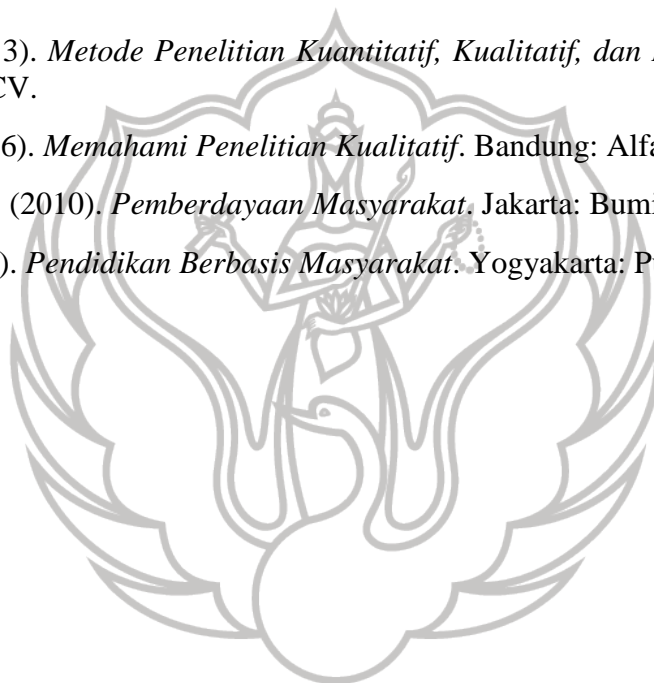 3). Metode Penelitian Kuantitatif, Kualitatif, dan
CV.
6). Memahami Penelitian Kualitatif. Bandung: Alfa
(2010). Pemberdayaan Masyarakat. Jakarta: Bumi
). Pendidikan Berbasis Masyarakat. Yogyakarta: P